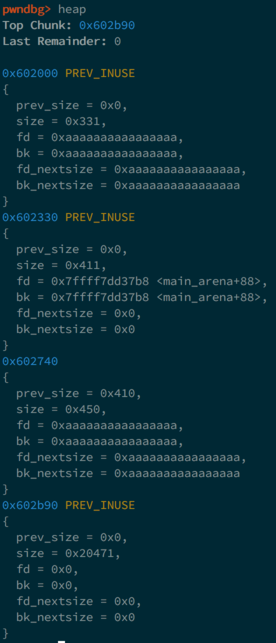 pwndbg> heap
Top Chunk: 0x602b90
Last Remainder: 0
0x602000 PREV_INUSE
{
prev_size = 0x0,
size = 0x331,
fd = 0xaaaaaaaaaaaaaaaa,
bk = 0xaaaaaaaaaaaaaaaa,
fd_nextsize = 0xaaaaaaaaaaaaaaaa,
bk_nextsize = 0xaaaaaaaaaaaaaaaa
}
0x602330 PREV_INUSE
{
prev_size = 0x0,
size = 0x411,
fd = 0x7ffff7dd37b8 <main_arena+88>,
bk = 0x7ffff7dd37b8 <main_arena+88>,
fd_nextsize = 0x0,
bk_nextsize = 0x0
}
0x602740
{
prev_size = 0x410,
size = 0x450,
fd = 0xaaaaaaaaaaaaaaaa,
bk = 0xaaaaaaaaaaaaaaaa,
fd_nextsize = 0xaaaaaaaaaaaaaaaa,
bk_nextsize = 0xaaaaaaaaaaaaaaaa
}
0x602b90 PREV_INUSE
{
prev_size = 0x0,
size = 0x20471,
fd = 0x0,
bk = 0x0,
fd_nextsize = 0x0,
bk_nextsize = 0x0
}